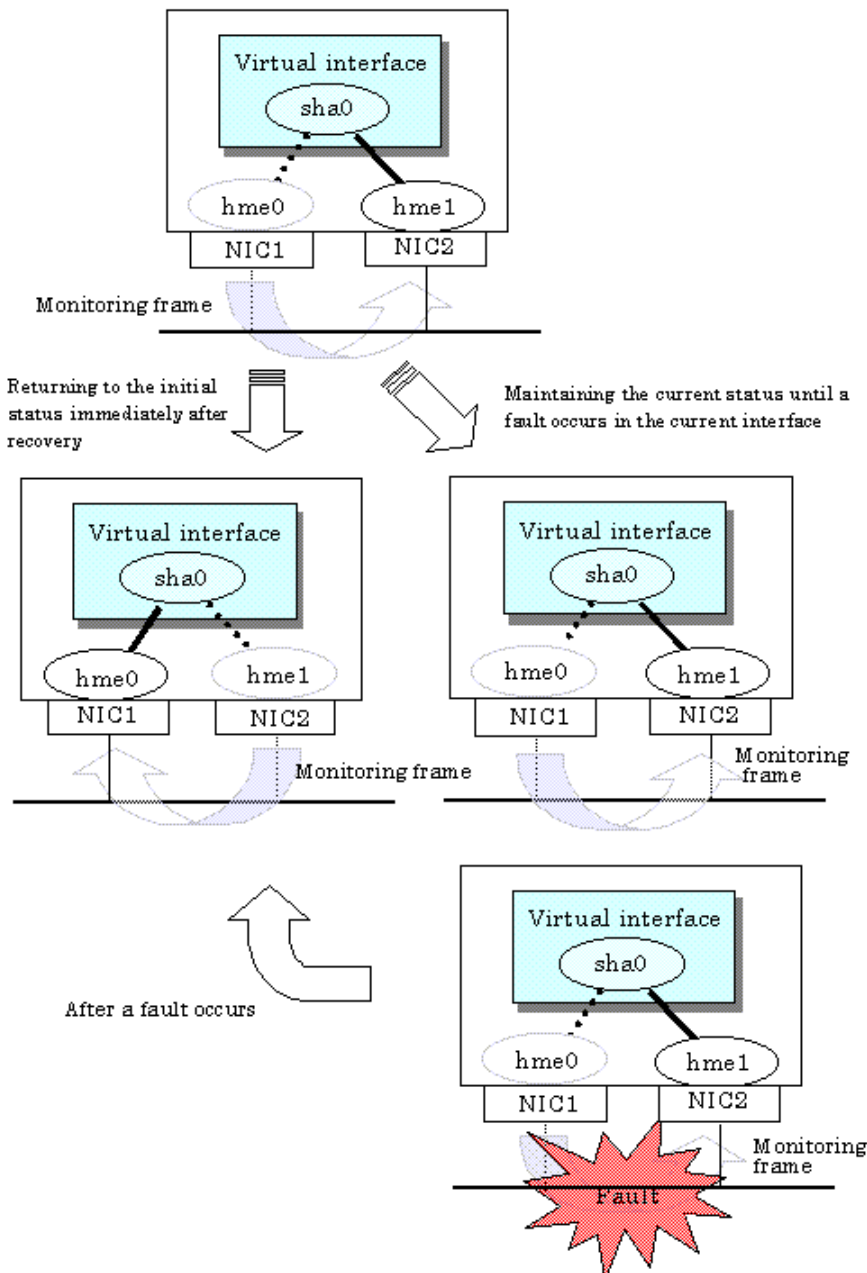 Virtual interface
sha0
hme0
hme1
NIC1
NIC2
Monitoring frame
Returning to the initial
status immediately after
recovery
Maintaining the current status until a
fault occurs in the current interface
Virtual interface
sha0
hme0
hme1
NIC1
NIC2
Monitoring frame
Virtual interface
sha0
hme0
hme1
NIC1
NIC2
Monitoring
frame
After a fault occurs
Virtual interface
sha0
hme0
hme1
NIC1
NIC2
Monitoring
frame
Fault